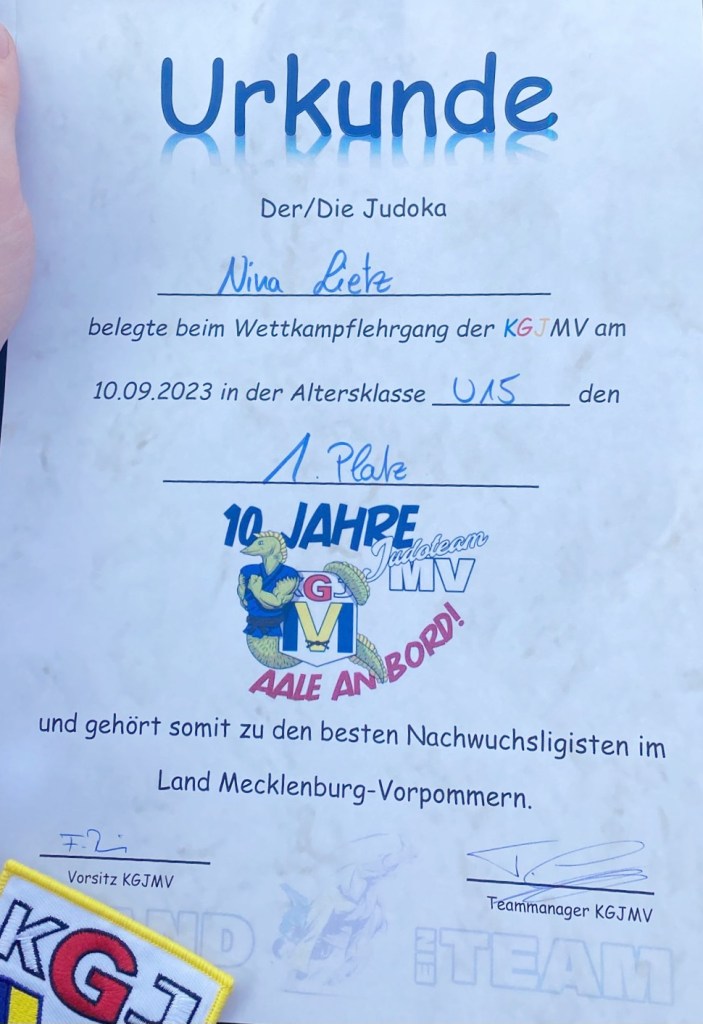 Urkunde
Der/Die Judoka
Nina Lietz
belegte beim Wettkampflehrgang der KGJMV am
10.09.2023 in der Altersklasse U15 den
1. Platz
10 JAHRE
Judoteam
MV
KGJ
MV
AALE AN BORD!
und gehört somit zu den besten Nachwuchsligisten im
Land Mecklenburg-Vorpommern.
Vorsitz KGJMV
Teammanager KGJMV
EIN TEAM
KGJ